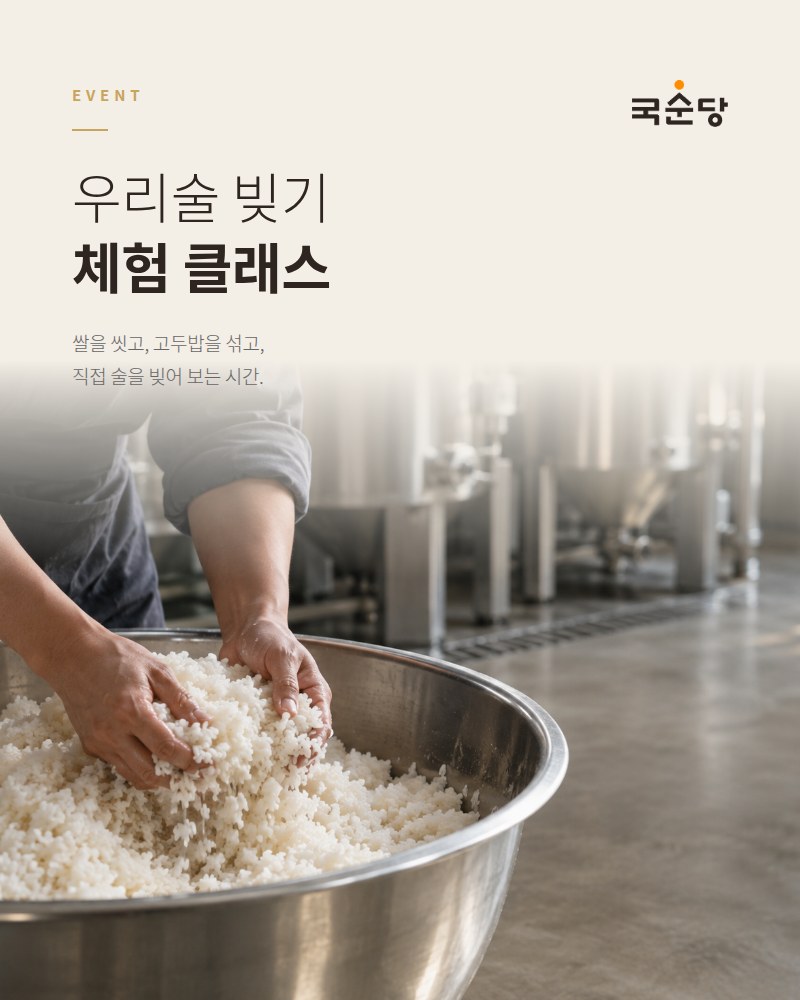 EVENT
국순당
우리술 빚기
체험 클래스
쌀을 씻고, 고두밥을 섞고,
직접 술을 빚어 보는 시간.